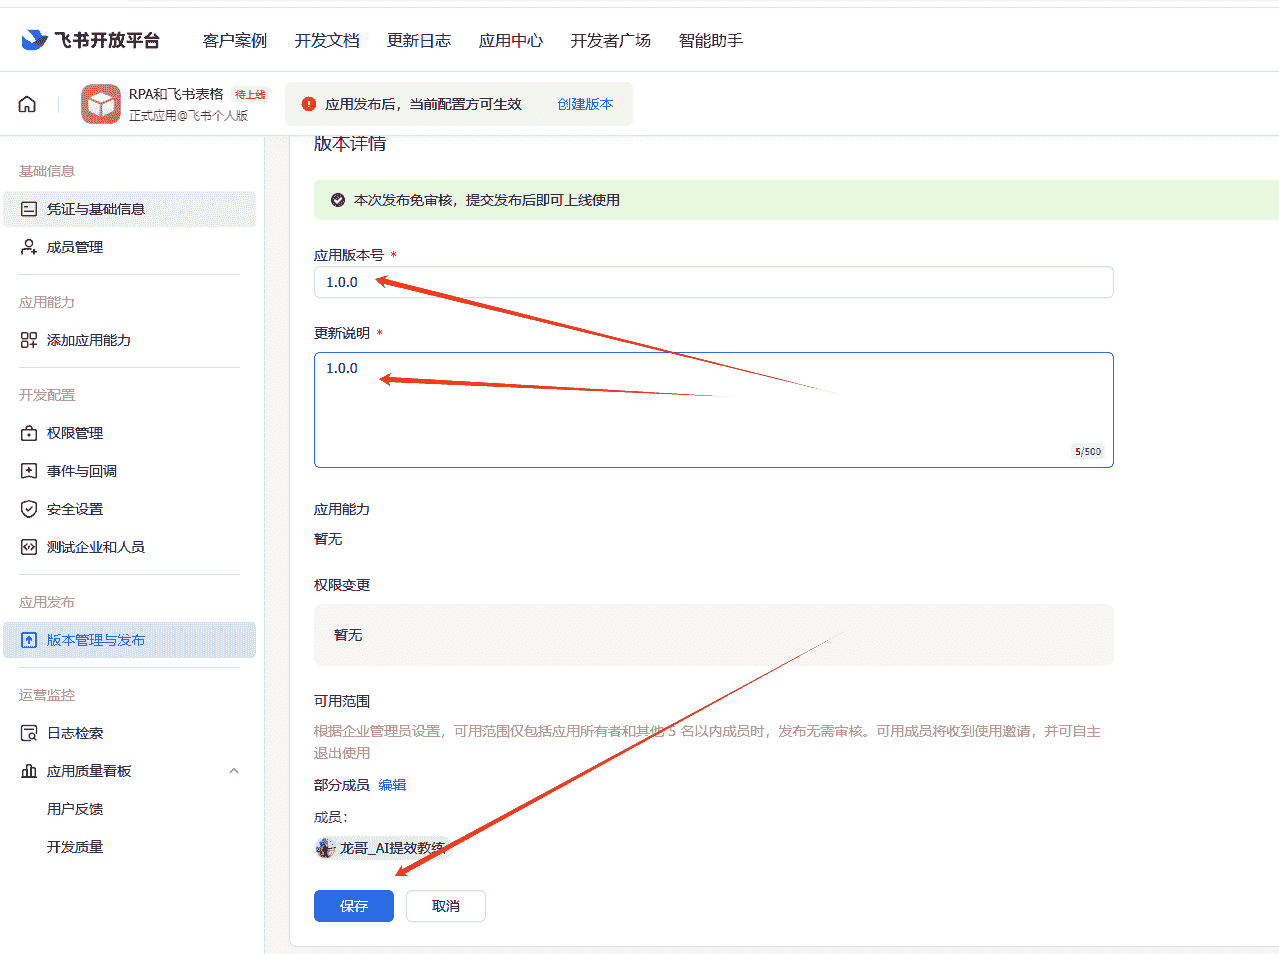 飞书开放平台 客户案例 开发文档 更新日志 应用中心 开发者广场 智能助手
RPA和飞书表格 待上线
正式应用@飞书个人版
应用发布后，当前配置方可生效 创建版本
基础信息
凭证与基础信息
成员管理
应用能力
添加应用能力
开发配置
权限管理
事件与回调
安全设置
测试企业和人员
应用发布
版本管理与发布
运营监控
日志检索
应用质量看板
用户反馈
开发质量
版本详情
本次发布免审核，提交发布后即可上线使用
应用版本号 *
1.0.0
更新说明 *
1.0.0
5/500
应用能力
暂无
权限变更
暂无
可用范围
根据企业管理员设置，可用范围仅包括应用所有者和其他 5 名以内成员时，发布无需审核。可用成员将收到使用邀请，并可自主
退出使用
部分成员 编辑
成员：
龙哥_AI提效教练
保存 取消